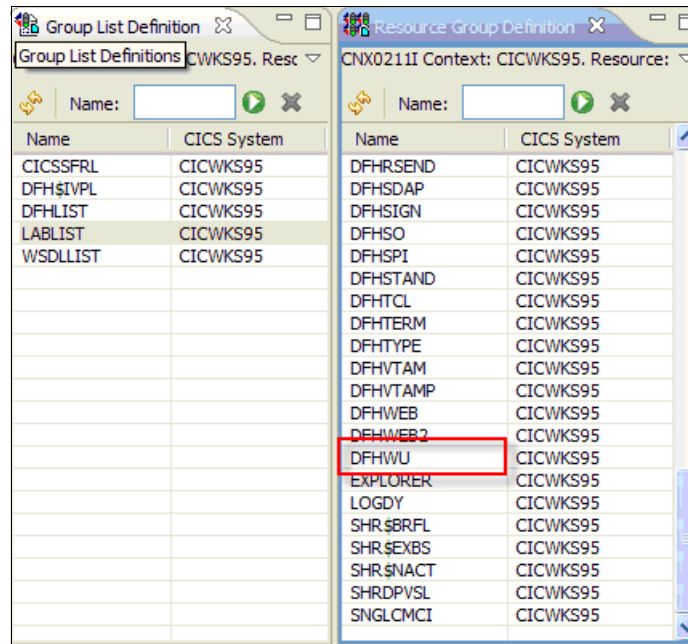 Group List Definition
Group List Definitions CICWKS95. Resc
Name:
Name CICS System
CICSSFRL CICWKS95
DFH$IVPL CICWKS95
DFHLIST CICWKS95
LABLIST CICWKS95
WSDLLIST CICWKS95
Resource Group Definition
CNX0211I Context: CICWKS95. Resource:
Name:
Name CICS System
DFHRSEND CICWKS95
DFHSDAP CICWKS95
DFHSIGN CICWKS95
DFHSO CICWKS95
DFHSPI CICWKS95
DFHSTAND CICWKS95
DFHTCL CICWKS95
DFHTERM CICWKS95
DFHTYPE CICWKS95
DFHVTAM CICWKS95
DFHVTAMP CICWKS95
DFHWEB CICWKS95
DFHWEB2 CICWKS95
DFHWU CICWKS95
EXPLORER CICWKS95
LOGDY CICWKS95
SHR$BRFL CICWKS95
SHR$EXBS CICWKS95
SHR$NACT CICWKS95
SHRDPVSL CICWKS95
SNGLCMCI CICWKS95